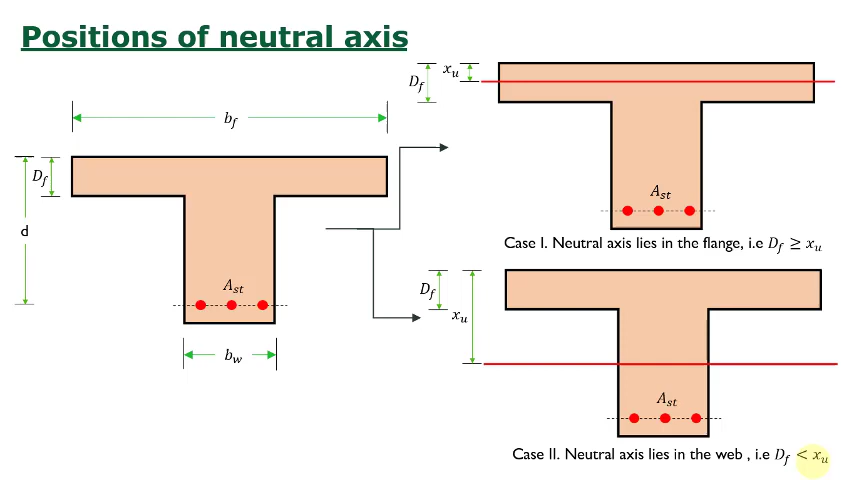 Positions of neutral axis
b_f
D_f
d
A_st
b_w
D_f
x_u
A_st
Case I. Neutral axis lies in the flange, i.e D_f ≥ x_u
D_f
x_u
A_st
Case II. Neutral axis lies in the web , i.e D_f < x_u